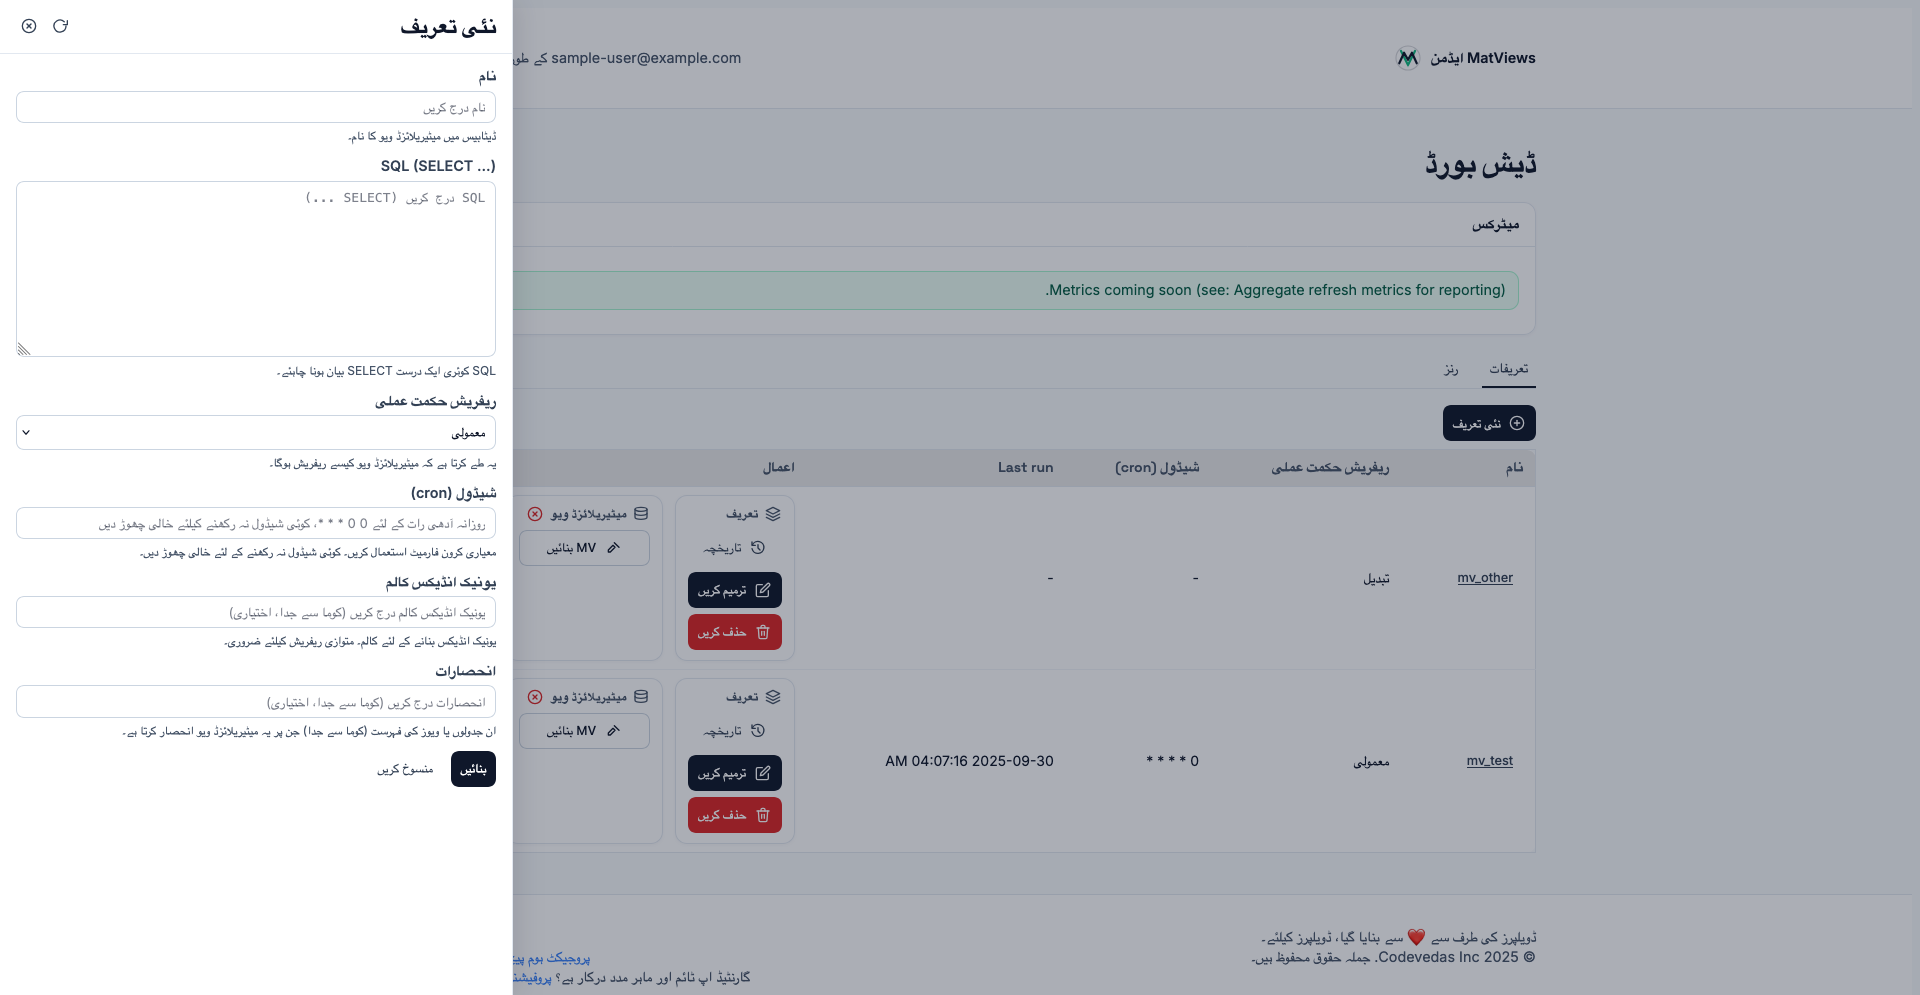 نئی تعریف
نام
نام درج کریں
ڈیٹابیس میں میٹیریلائزڈ ویو کا نام۔
SQL (SELECT ...)
SQL درج کریں (SELECT ...)
SQL کوئری ایک درست SELECT بیان ہونا چاہئے۔
ریفریش حکمت عملی
معمولی
یہ طے کرتا ہے کہ میٹیریلائزڈ ویو کیسے ریفریش ہوگا۔
شیڈول (cron)
روزانہ آدھی رات کے لئے 0 0 * * *، کوئی شیڈول نہ رکھنے کیلئے خالی چھوڑ دیں
معیاری کرون فارمیٹ استعمال کریں۔ کوئی شیڈول نہ رکھنے کے لئے خالی چھوڑ دیں۔
یونیک انڈیکس کالم
یونیک انڈیکس کالم درج کریں (کوما سے جدا، اختیاری)
یونیک انڈیکس بنانے کے لئے کالم۔ متوازی ریفریش کیلئے ضروری۔
انحصارات
انحصارات درج کریں (کوما سے جدا، اختیاری)
ان جدولوں یا ویوز کی فہرست (کوما سے جدا) جن پر یہ میٹیریلائزڈ ویو انحصار کرتا ہے۔
بنائیں
منسوخ کریں
MatViews ایڈمن
sample-user@example.com کے
ڈیش بورڈ
میٹرکس
Metrics coming soon (see: Aggregate refresh metrics for reporting).
تعریفات
رنز
نئی تعریف
نام ریفریش حکمت عملی شیڈول (cron) Last run اعمال
mv_other تبدیل - -
تعریف
تاریخچہ
ترمیم کریں
حذف کریں
میٹیریلائزڈ ویو
MV بنائیں
mv_test معمولی 0 * * * * 2025-09-30 04:07:16 AM
تعریف
تاریخچہ
ترمیم کریں
حذف کریں
میٹیریلائزڈ ویو
MV بنائیں
ڈویلپرز کی طرف سے ❤️ سے بنایا گیا، ڈویلپرز کیلئے۔
© 2025 Codevedas Inc. جملہ حقوق محفوظ ہیں۔
پروجیکٹ ہوم
گارنٹیڈ اپ ٹائم اور ماہر مدد درکار ہے؟